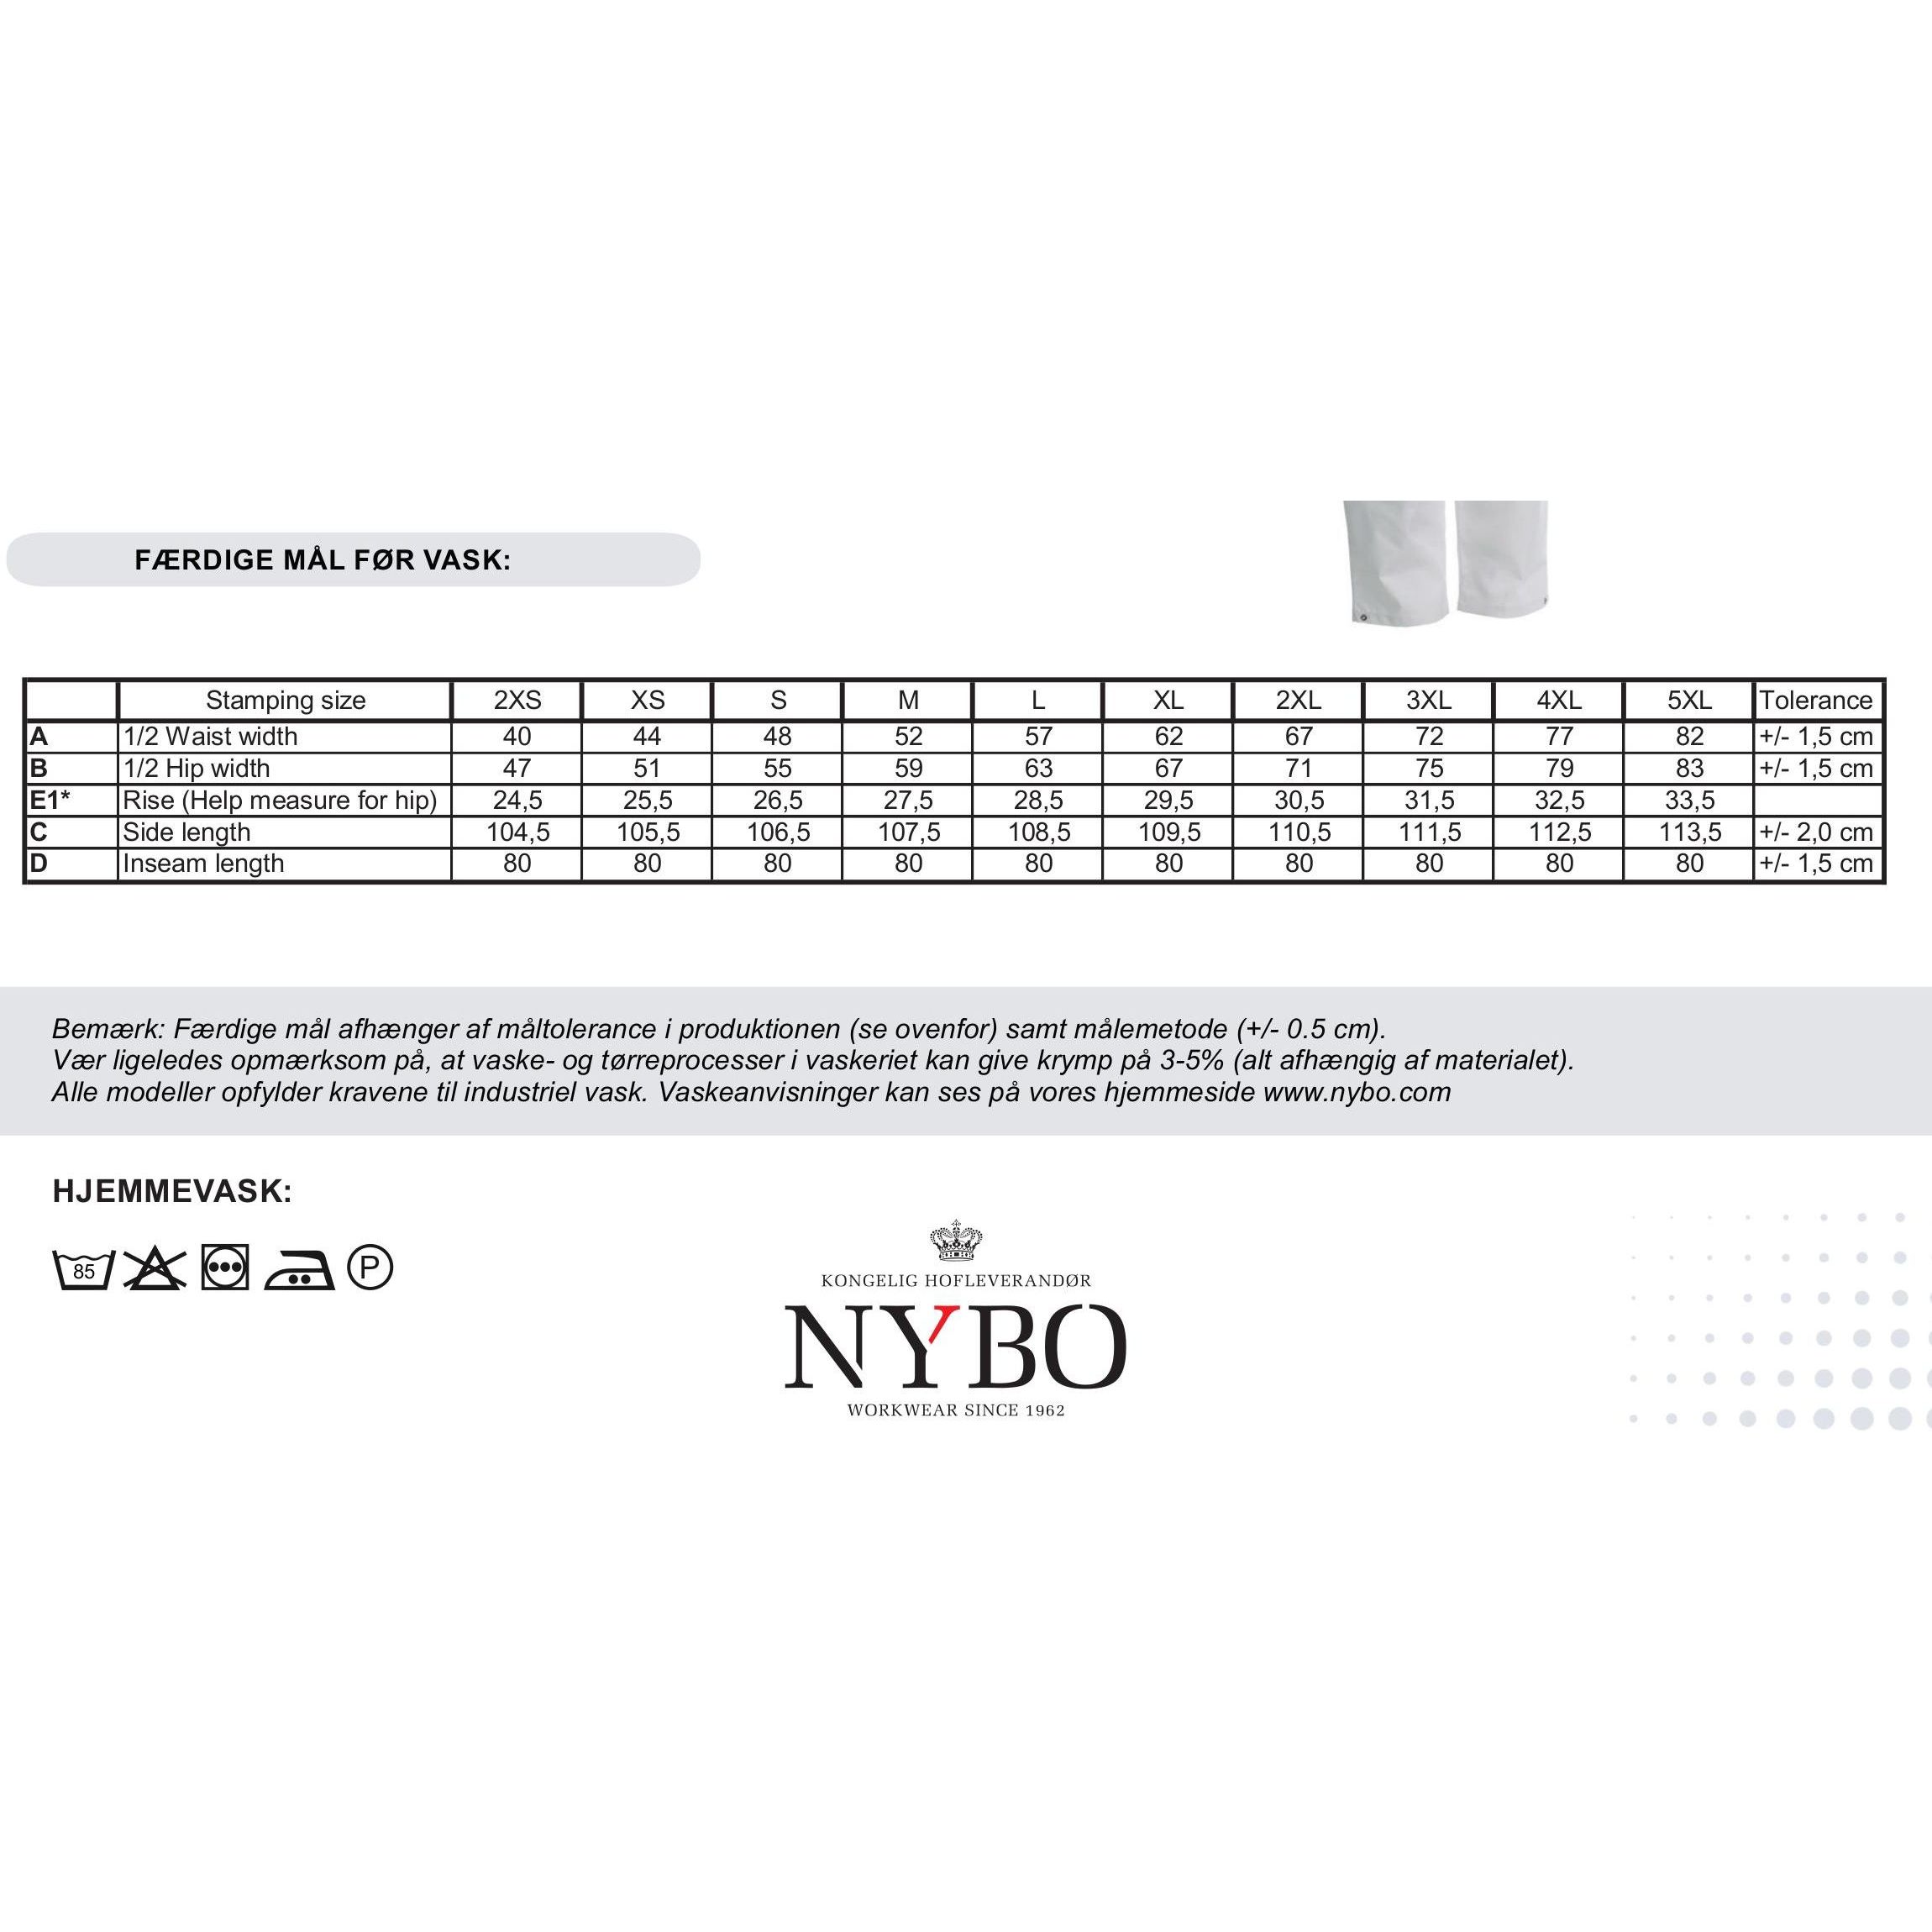 FÆRDIGE MÅL FØR VASK:
Stamping size 2XS XS S M L XL 2XL 3XL 4XL 5XL Tolerance
A 1/2 Waist width 40 44 48 52 57 62 67 72 77 82 +/- 1,5 cm
B 1/2 Hip width 47 51 55 59 63 67 71 75 79 83 +/- 1,5 cm
E1* Rise (Help measure for hip) 24,5 25,5 26,5 27,5 28,5 29,5 30,5 31,5 32,5 33,5
C Side length 104,5 105,5 106,5 107,5 108,5 109,5 110,5 111,5 112,5 113,5 +/- 2,0 cm
D Inseam length 80 80 80 80 80 80 80 80 80 80 +/- 1,5 cm
Bemærk: Færdige mål afhænger af måltolerance i produktionen (se ovenfor) samt målemetode (+/- 0.5 cm).
Vær ligeledes opmærksom på, at vaske- og tørreprocesser i vaskeriet kan give krymp på 3-5% (alt afhængig af materialet).
Alle modeller opfylder kravene til industriel vask. Vaskeanvisninger kan ses på vores hjemmeside www.nybo.com
HJEMMEVASK:
85 P
KONGELIG HOFLEVERANDØR
NYBO
WORKWEAR SINCE 1962